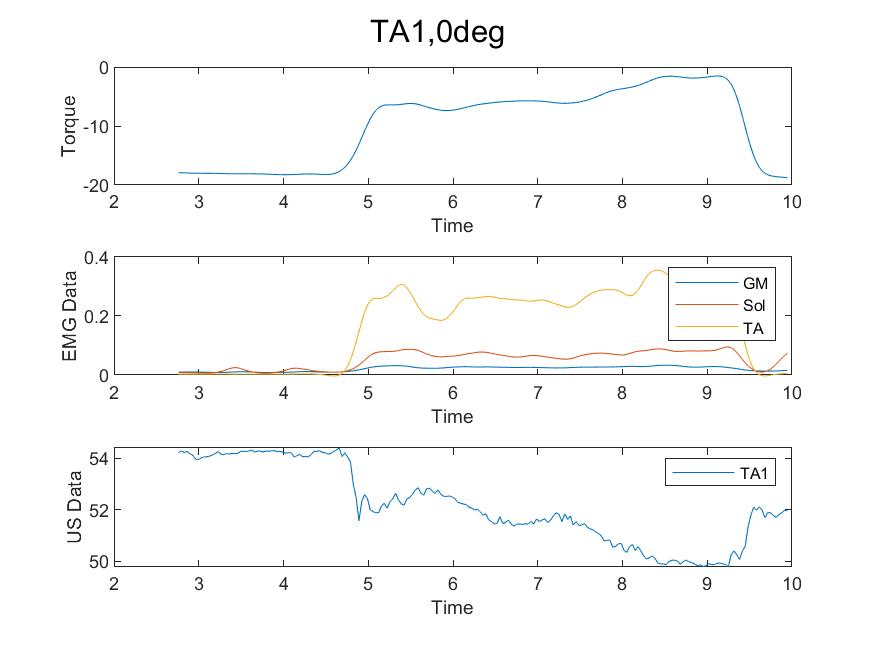 TA1,0deg
0
-10
-20
Torque
2 3 4 5 6 7 8 9 10
Time
0.4
0.2
0
EMG Data
GM
Sol
TA
2 3 4 5 6 7 8 9 10
Time
54
52
50
US Data
TA1
2 3 4 5 6 7 8 9 10
Time